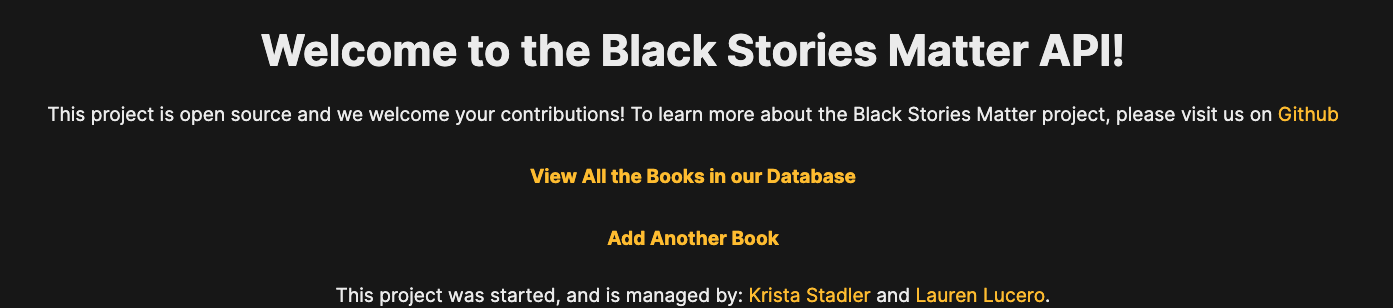 Welcome to the Black Stories Matter API!
This project is open source and we welcome your contributions! To learn more about the Black Stories Matter project, please visit us on Github
View All the Books in our Database
Add Another Book
This project was started, and is managed by: Krista Stadler and Lauren Lucero.